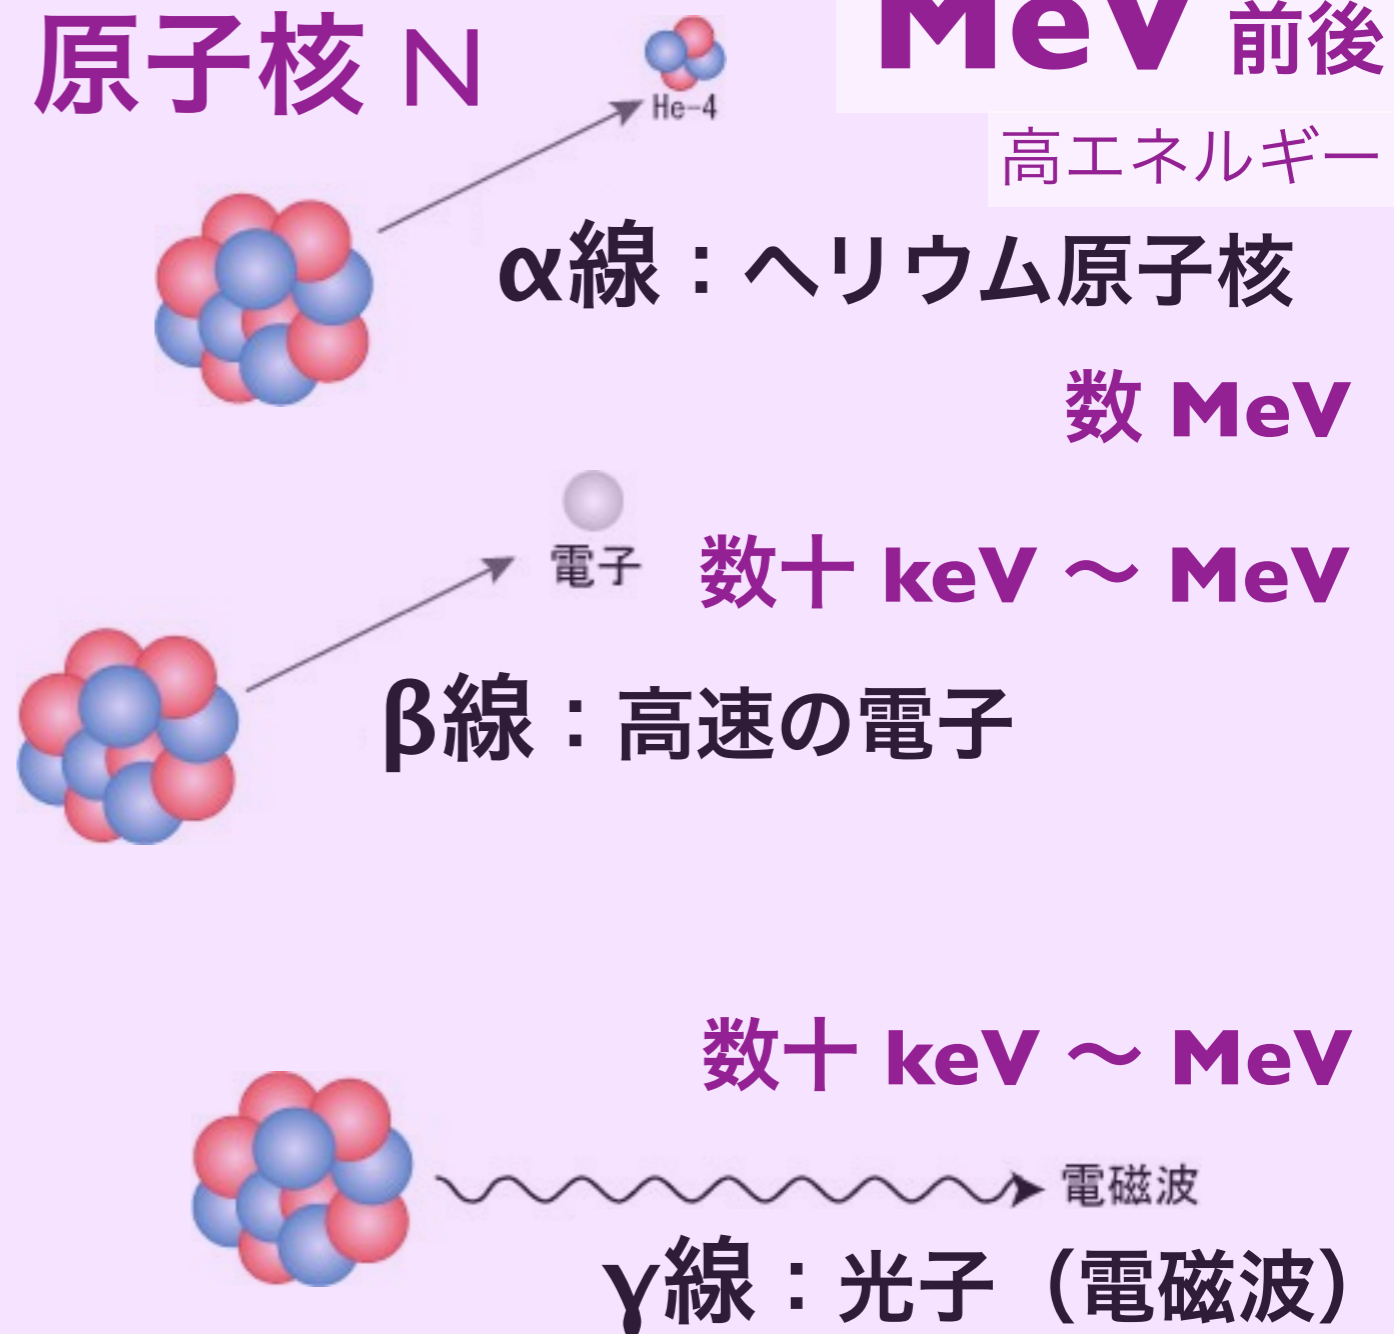 原子核 N
MeV 前後
He-4
高エネルギー
α線：ヘリウム原子核
数 MeV
電子
数十 keV 〜 MeV
β線：高速の電子
数十 keV 〜 MeV
電磁波
γ線：光子（電磁波）